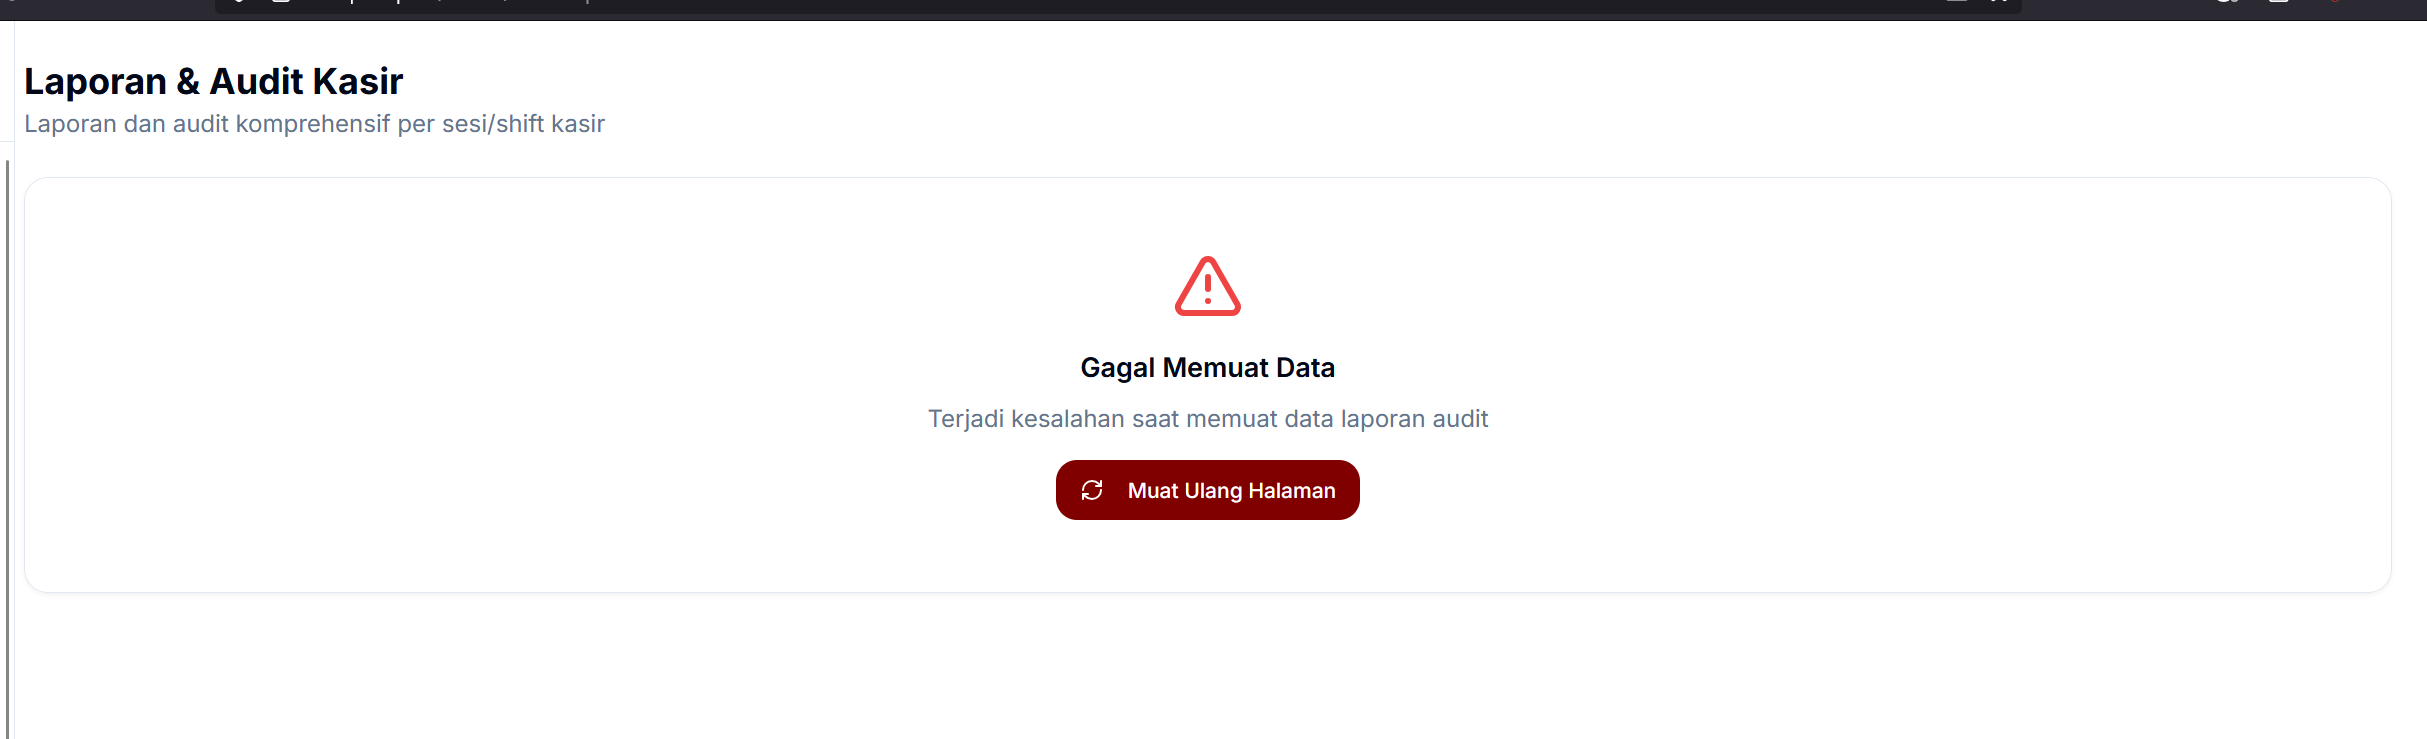 Laporan & Audit Kasir
Laporan dan audit komprehensif per sesi/shift kasir
Gagal Memuat Data
Terjadi kesalahan saat memuat data laporan audit
Muat Ulang Halaman